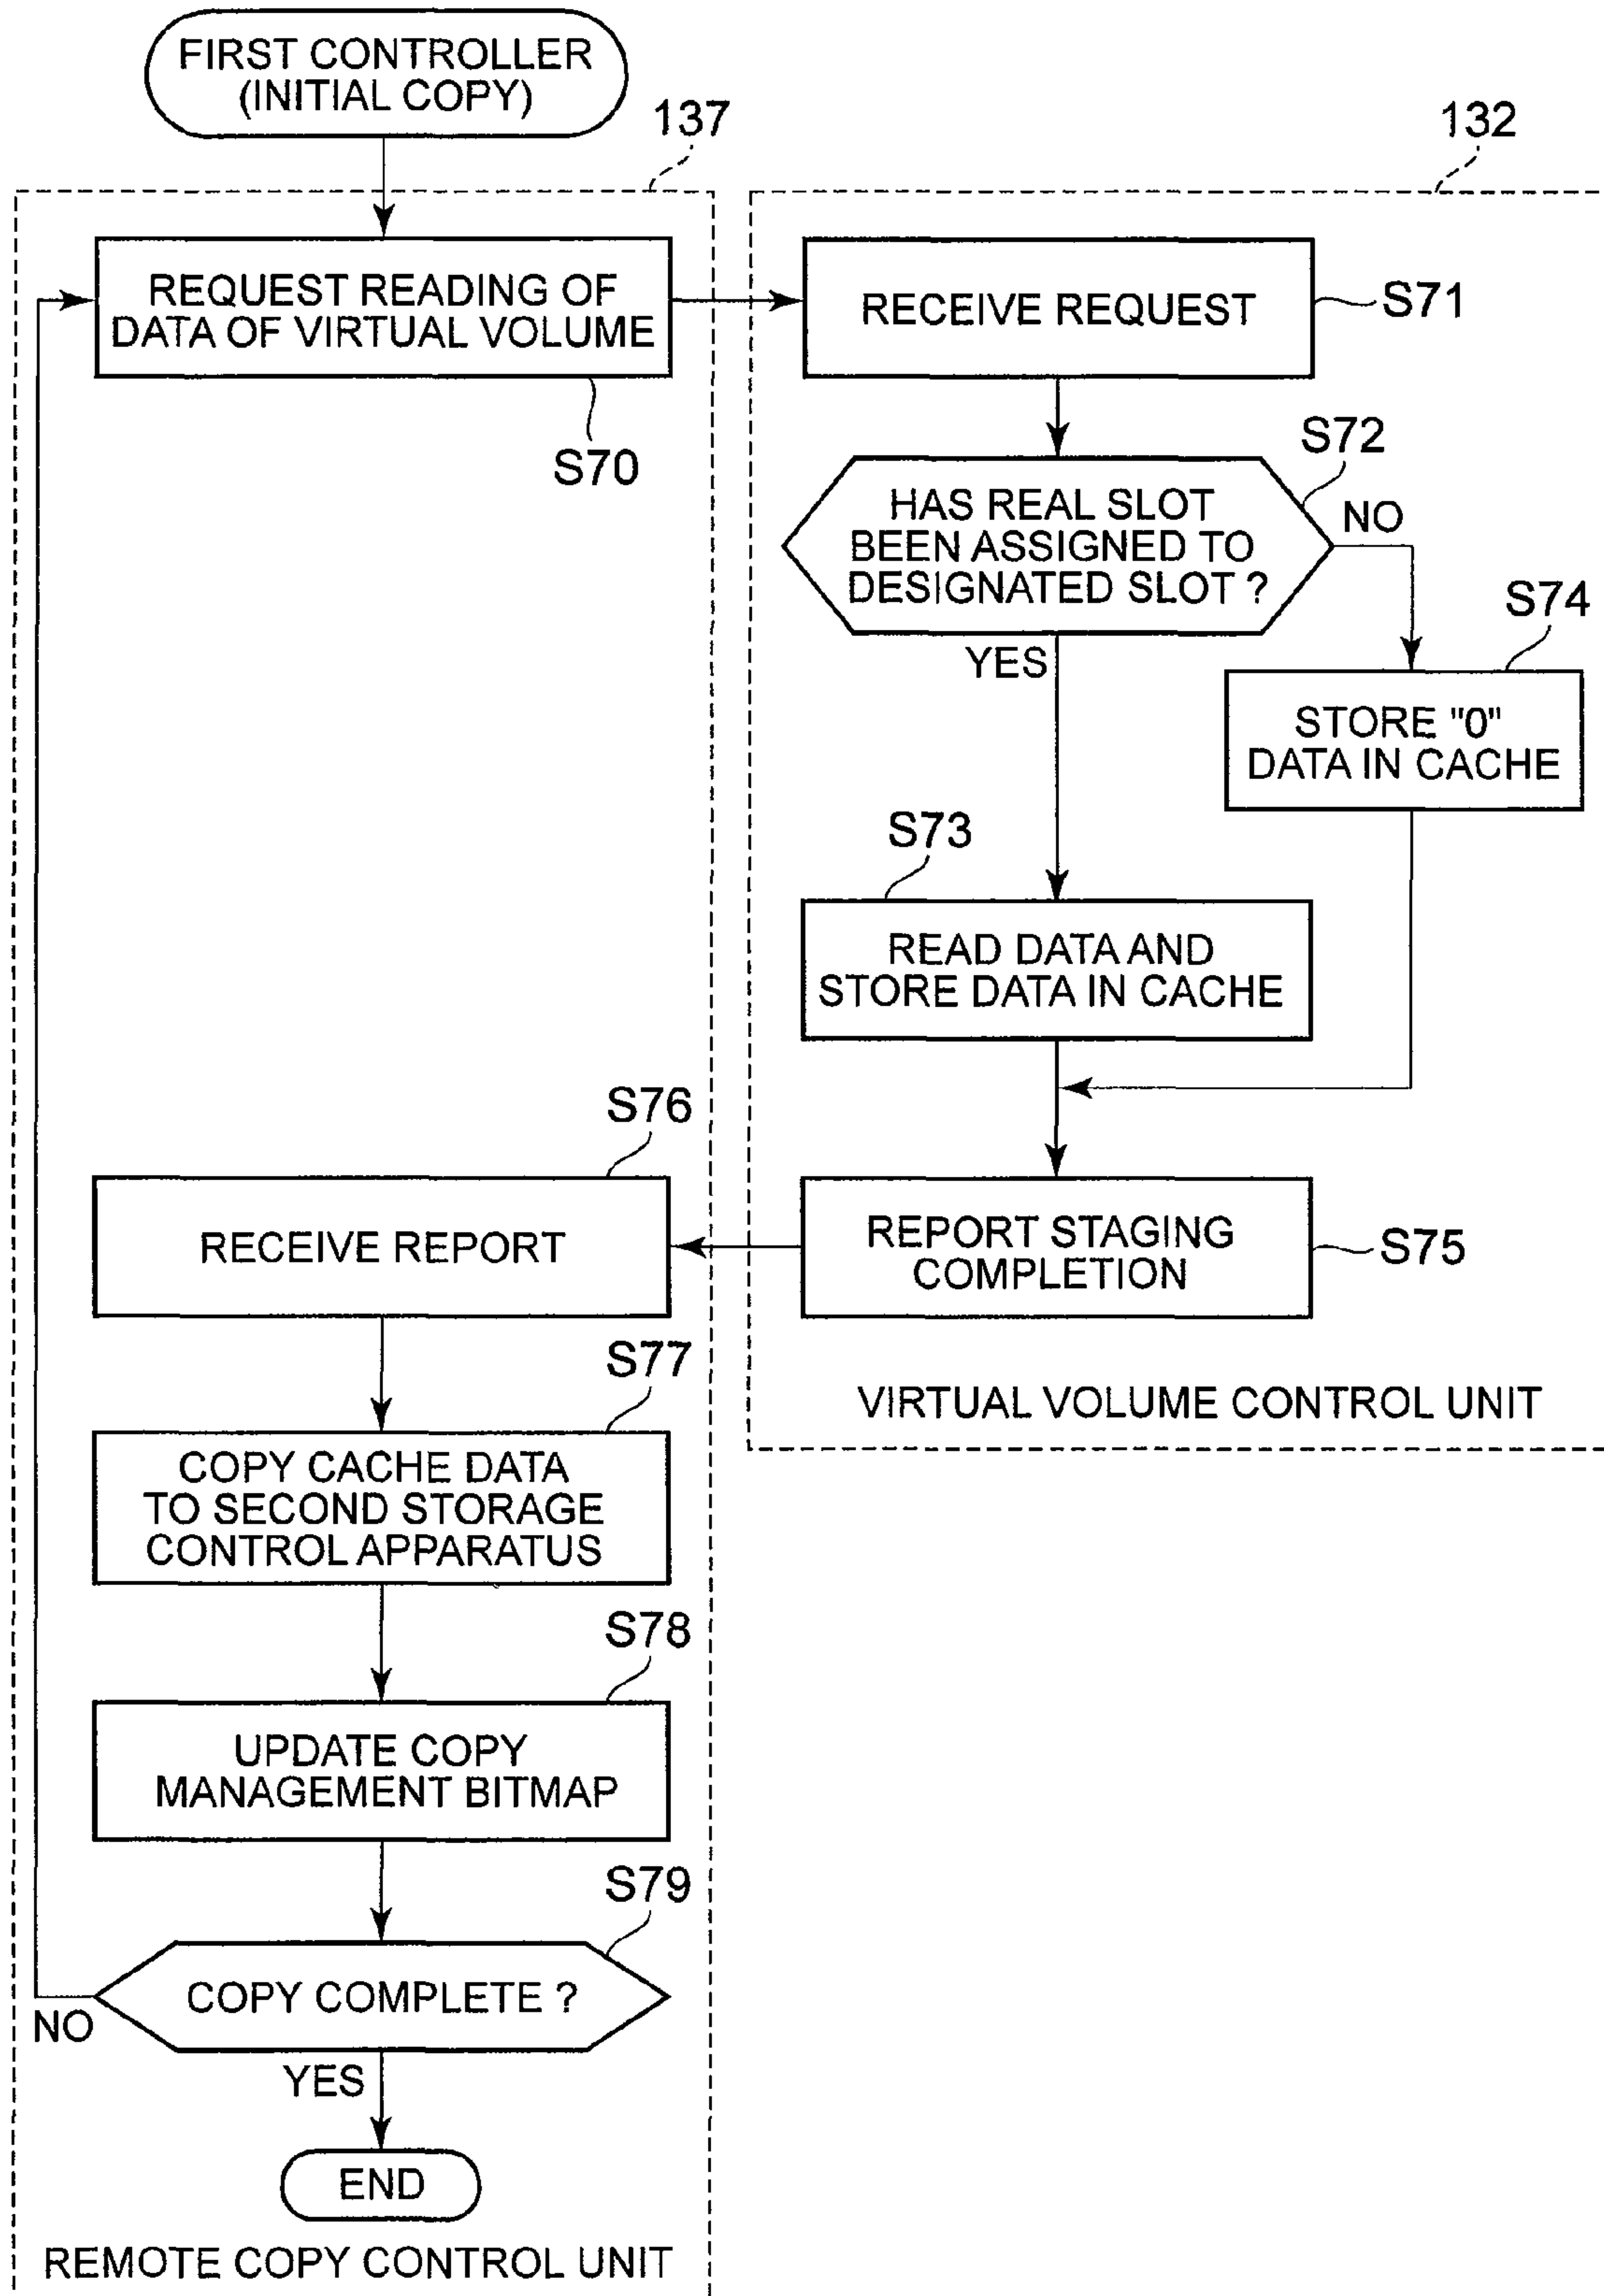 FIRST CONTROLLER
(INITIAL COPY)
137
132
REQUEST READING OF
DATA OF VIRTUAL VOLUME
S70
RECEIVE REQUEST
S71
S72
HAS REAL SLOT
BEEN ASSIGNED TO
DESIGNATED SLOT ?
NO
YES
S74
STORE "0"
DATA IN CACHE
S73
READ DATA AND
STORE DATA IN CACHE
S76
RECEIVE REPORT
REPORT STAGING
COMPLETION
S75
VIRTUAL VOLUME CONTROL UNIT
S77
COPY CACHE DATA
TO SECOND STORAGE
CONTROL APPARATUS
S78
UPDATE COPY
MANAGEMENT BITMAP
S79
COPY COMPLETE ?
NO
YES
END
REMOTE COPY CONTROL UNIT